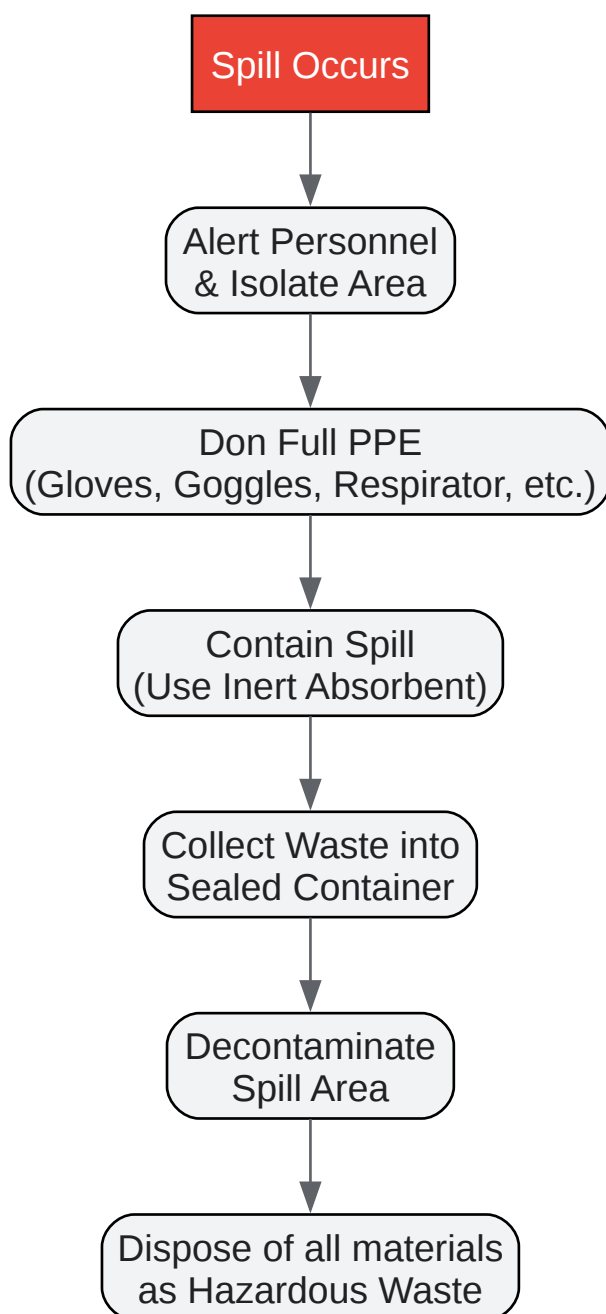 Spill Occurs
Alert Personnel
& Isolate Area
Don Full PPE
(Gloves, Goggles, Respirator, etc.)
Contain Spill
(Use Inert Absorbent)
Collect Waste into
Sealed Container
Decontaminate
Spill Area
Dispose of all materials
as Hazardous Waste